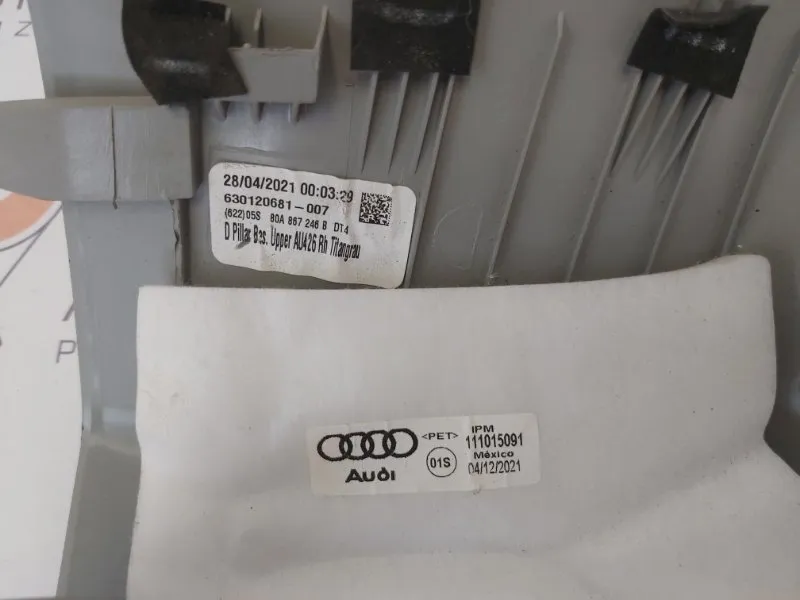 28/04/2021 00:03:29
630120681-007
(622)05S 80A 867 246 B DT4
D Pillar Bas. Upper AU426 Rh Titangrau
<PET> IPM
111015091
01S México
Audi 04/12/2021